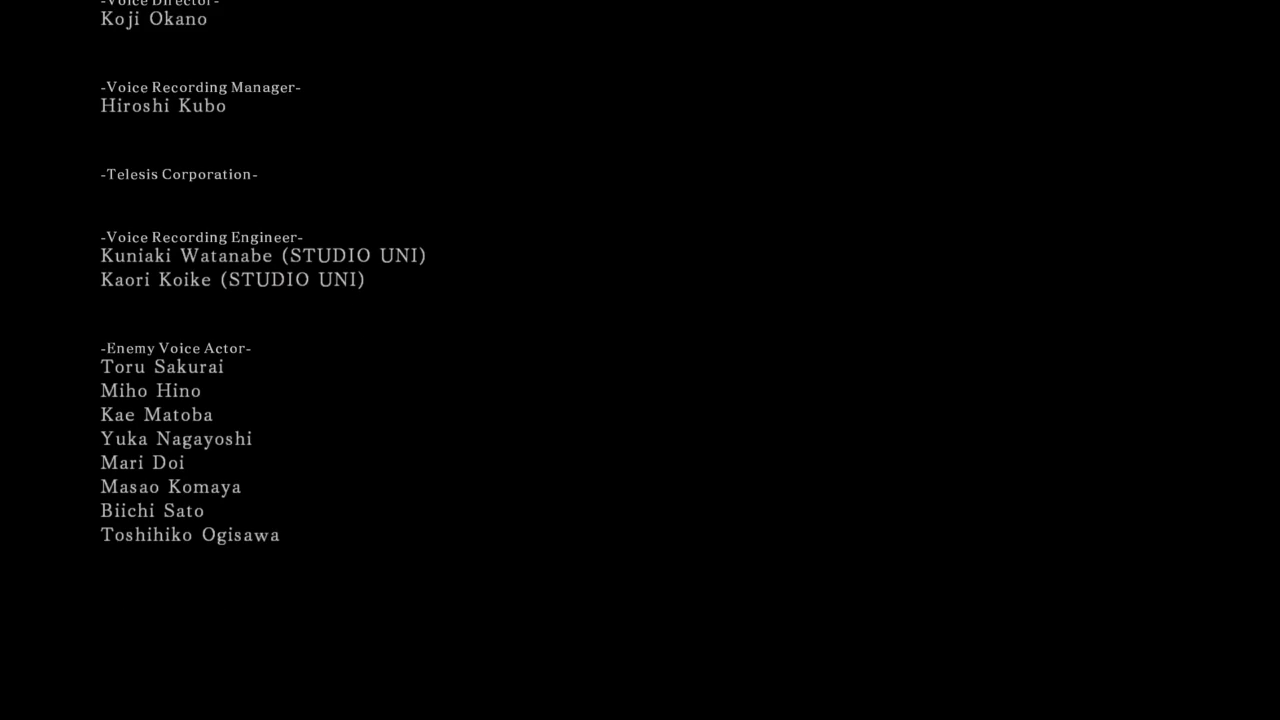 -Voice Director-
Koji Okano
-Voice Recording Manager-
Hiroshi Kubo
-Telesis Corporation-
-Voice Recording Engineer-
Kuniaki Watanabe (STUDIO UNI)
Kaori Koike (STUDIO UNI)
-Enemy Voice Actor-
Toru Sakurai
Miho Hino
Kae Matoba
Yuka Nagayoshi
Mari Doi
Masao Komaya
Biichi Sato
Toshihiko Ogisawa